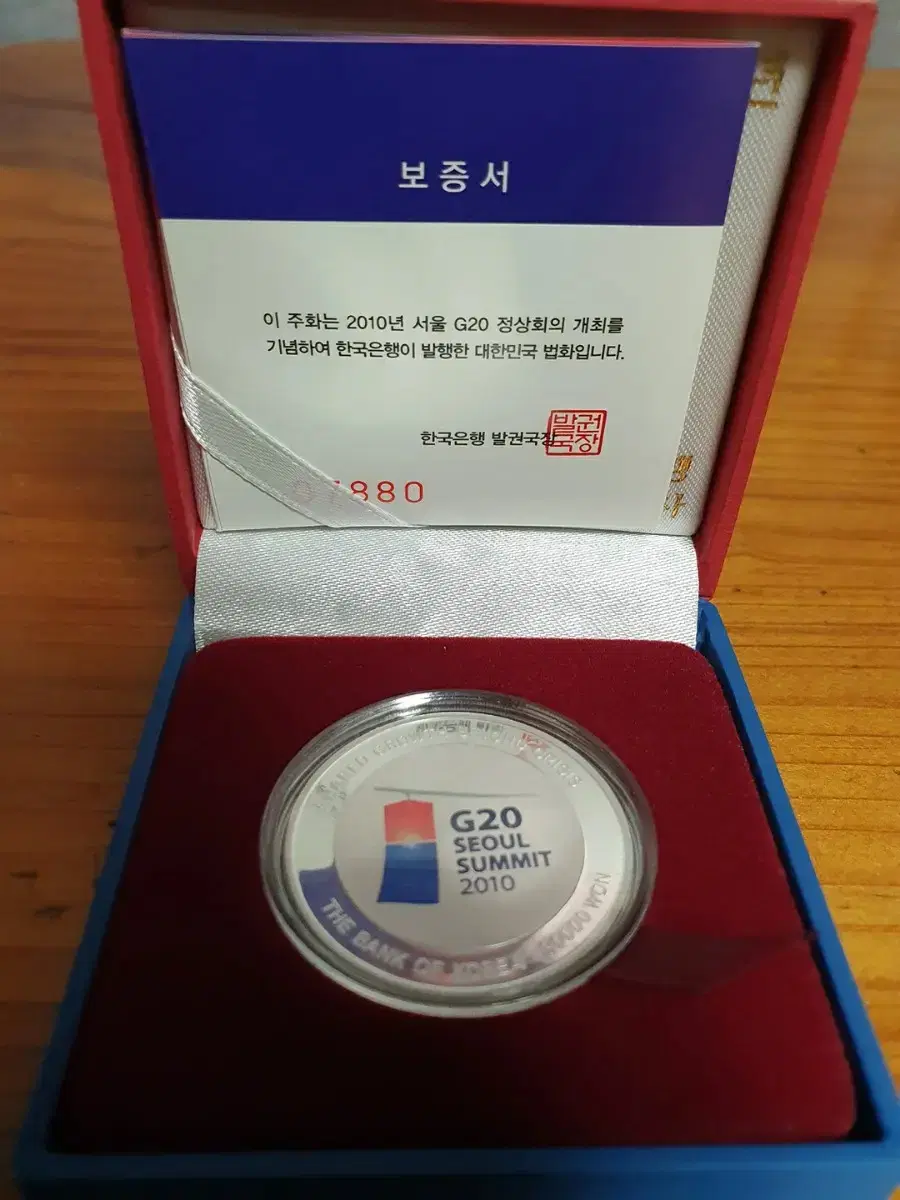 보증서
이 주화는 2010년 서울 G20 정상회의 개최를
기념하여 한국은행이 발행한 대한민국 법화입니다.
한국은행 발권국장
발권
국장
880
G20
SEOUL
SUMMIT
2010
THE BANK OF KOREA 50000 WON